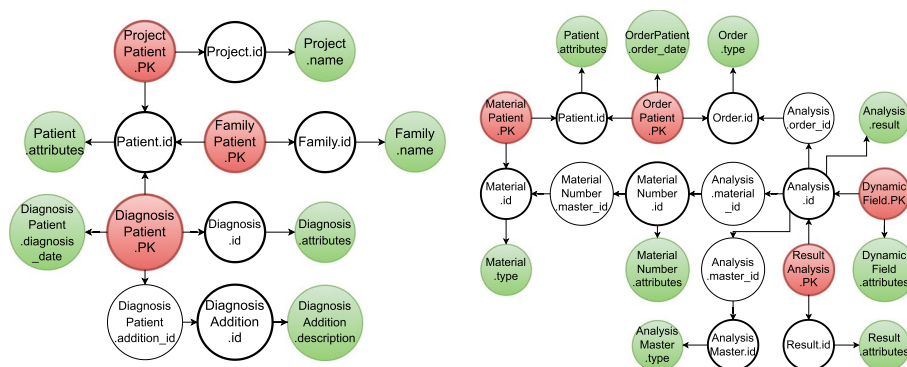 Project
Patient
.PK
Project.id
Project
.name
Patient
.attributes
Patient.id
Family
Patient
.PK
Family.id
Family
.name
Diagnosis
Patient
.diagnosis
_date
Diagnosis
Patient
.PK
Diagnosis
.id
Diagnosis
.attributes
Diagnosis
Patient
.addition_id
Diagnosis
Addition
.id
Diagnosis
Addition
.description
Patient
.attributes
OrderPatient
.order_date
Order
.type
Material
Patient.PK
Patient.id
Order
Patient.PK
Order.id
Analysis
.order_id
Analysis
.result
Material
.id
Material
Number
.master_id
Material
Number
.id
Analysis
.material
_id
Analysis
.id
Dynamic
Field.PK
Material
.type
Material
Number
.attributes
Analysis
.master_id
Result
Analysis
.PK
Dynamic
Field
.attributes
Analysis
Master
.type
Analysis
Master.id
Result.id
Result
.attributes